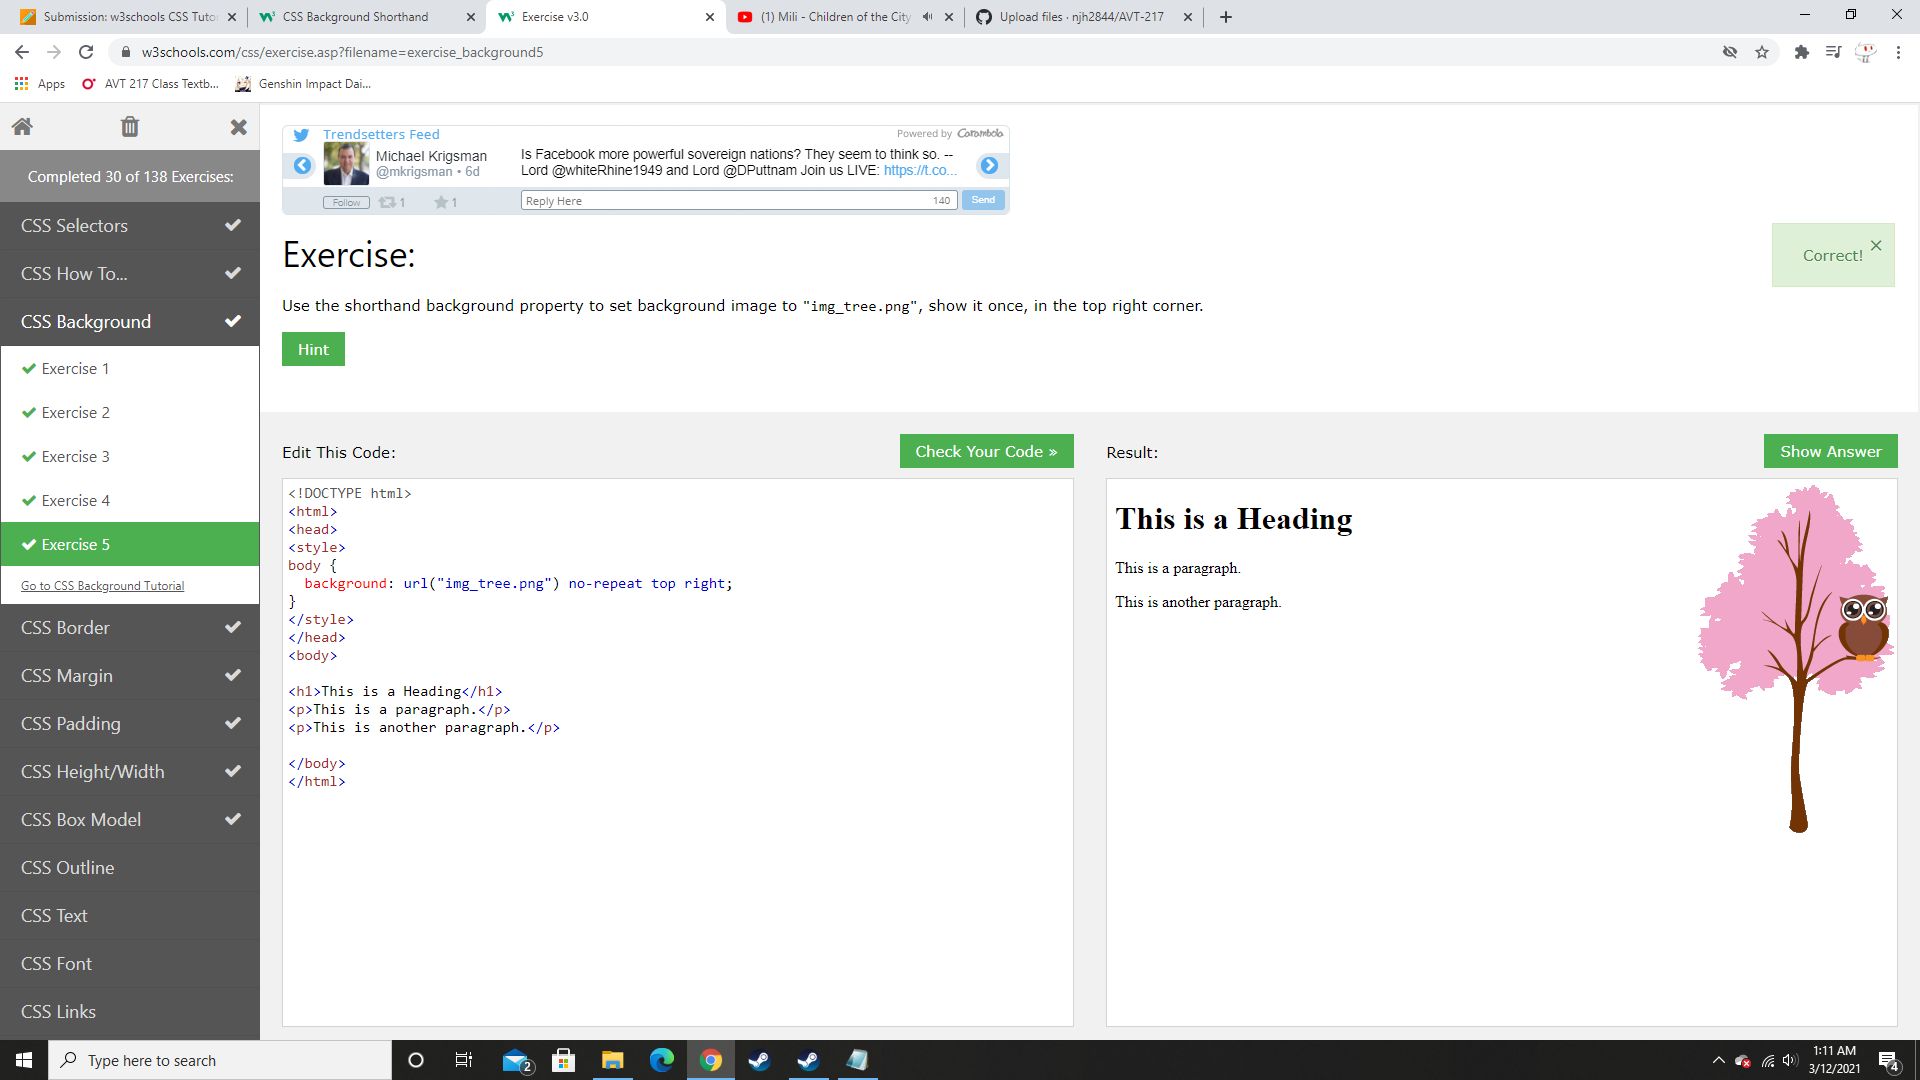 Submission: w3schools CSS Tutor
CSS Background Shorthand
Exercise v3.0
(1) Mili - Children of the City
Upload files · njh2844/AVT-217
w3schools.com/css/exercise.asp?filename=exercise_background5
Apps
AVT 217 Class Textb...
Genshin Impact Dai...
Completed 30 of 138 Exercises:
CSS Selectors
CSS How To...
CSS Background
Exercise 1
Exercise 2
Exercise 3
Exercise 4
Exercise 5
Go to CSS Background Tutorial
CSS Border
CSS Margin
CSS Padding
CSS Height/Width
CSS Box Model
CSS Outline
CSS Text
CSS Font
CSS Links
Trendsetters Feed
Powered by Carambola
Michael Krigsman
@mkrigsman • 6d
Is Facebook more powerful sovereign nations? They seem to think so. --
Lord @whiteRhine1949 and Lord @DPuttnam Join us LIVE: https://t.co...
Follow
1
1
Reply Here
140
Send
Exercise:
Correct!
Use the shorthand background property to set background image to "img_tree.png", show it once, in the top right corner.
Hint
Edit This Code:
Check Your Code »
<!DOCTYPE html>
<html>
<head>
<style>
body {
  background: url("img_tree.png") no-repeat top right;
}
</style>
</head>
<body>
<h1>This is a Heading</h1>
<p>This is a paragraph.</p>
<p>This is another paragraph.</p>
</body>
</html>
Result:
Show Answer
This is a Heading
This is a paragraph.
This is another paragraph.
Type here to search
2
1:11 AM
3/12/2021
4